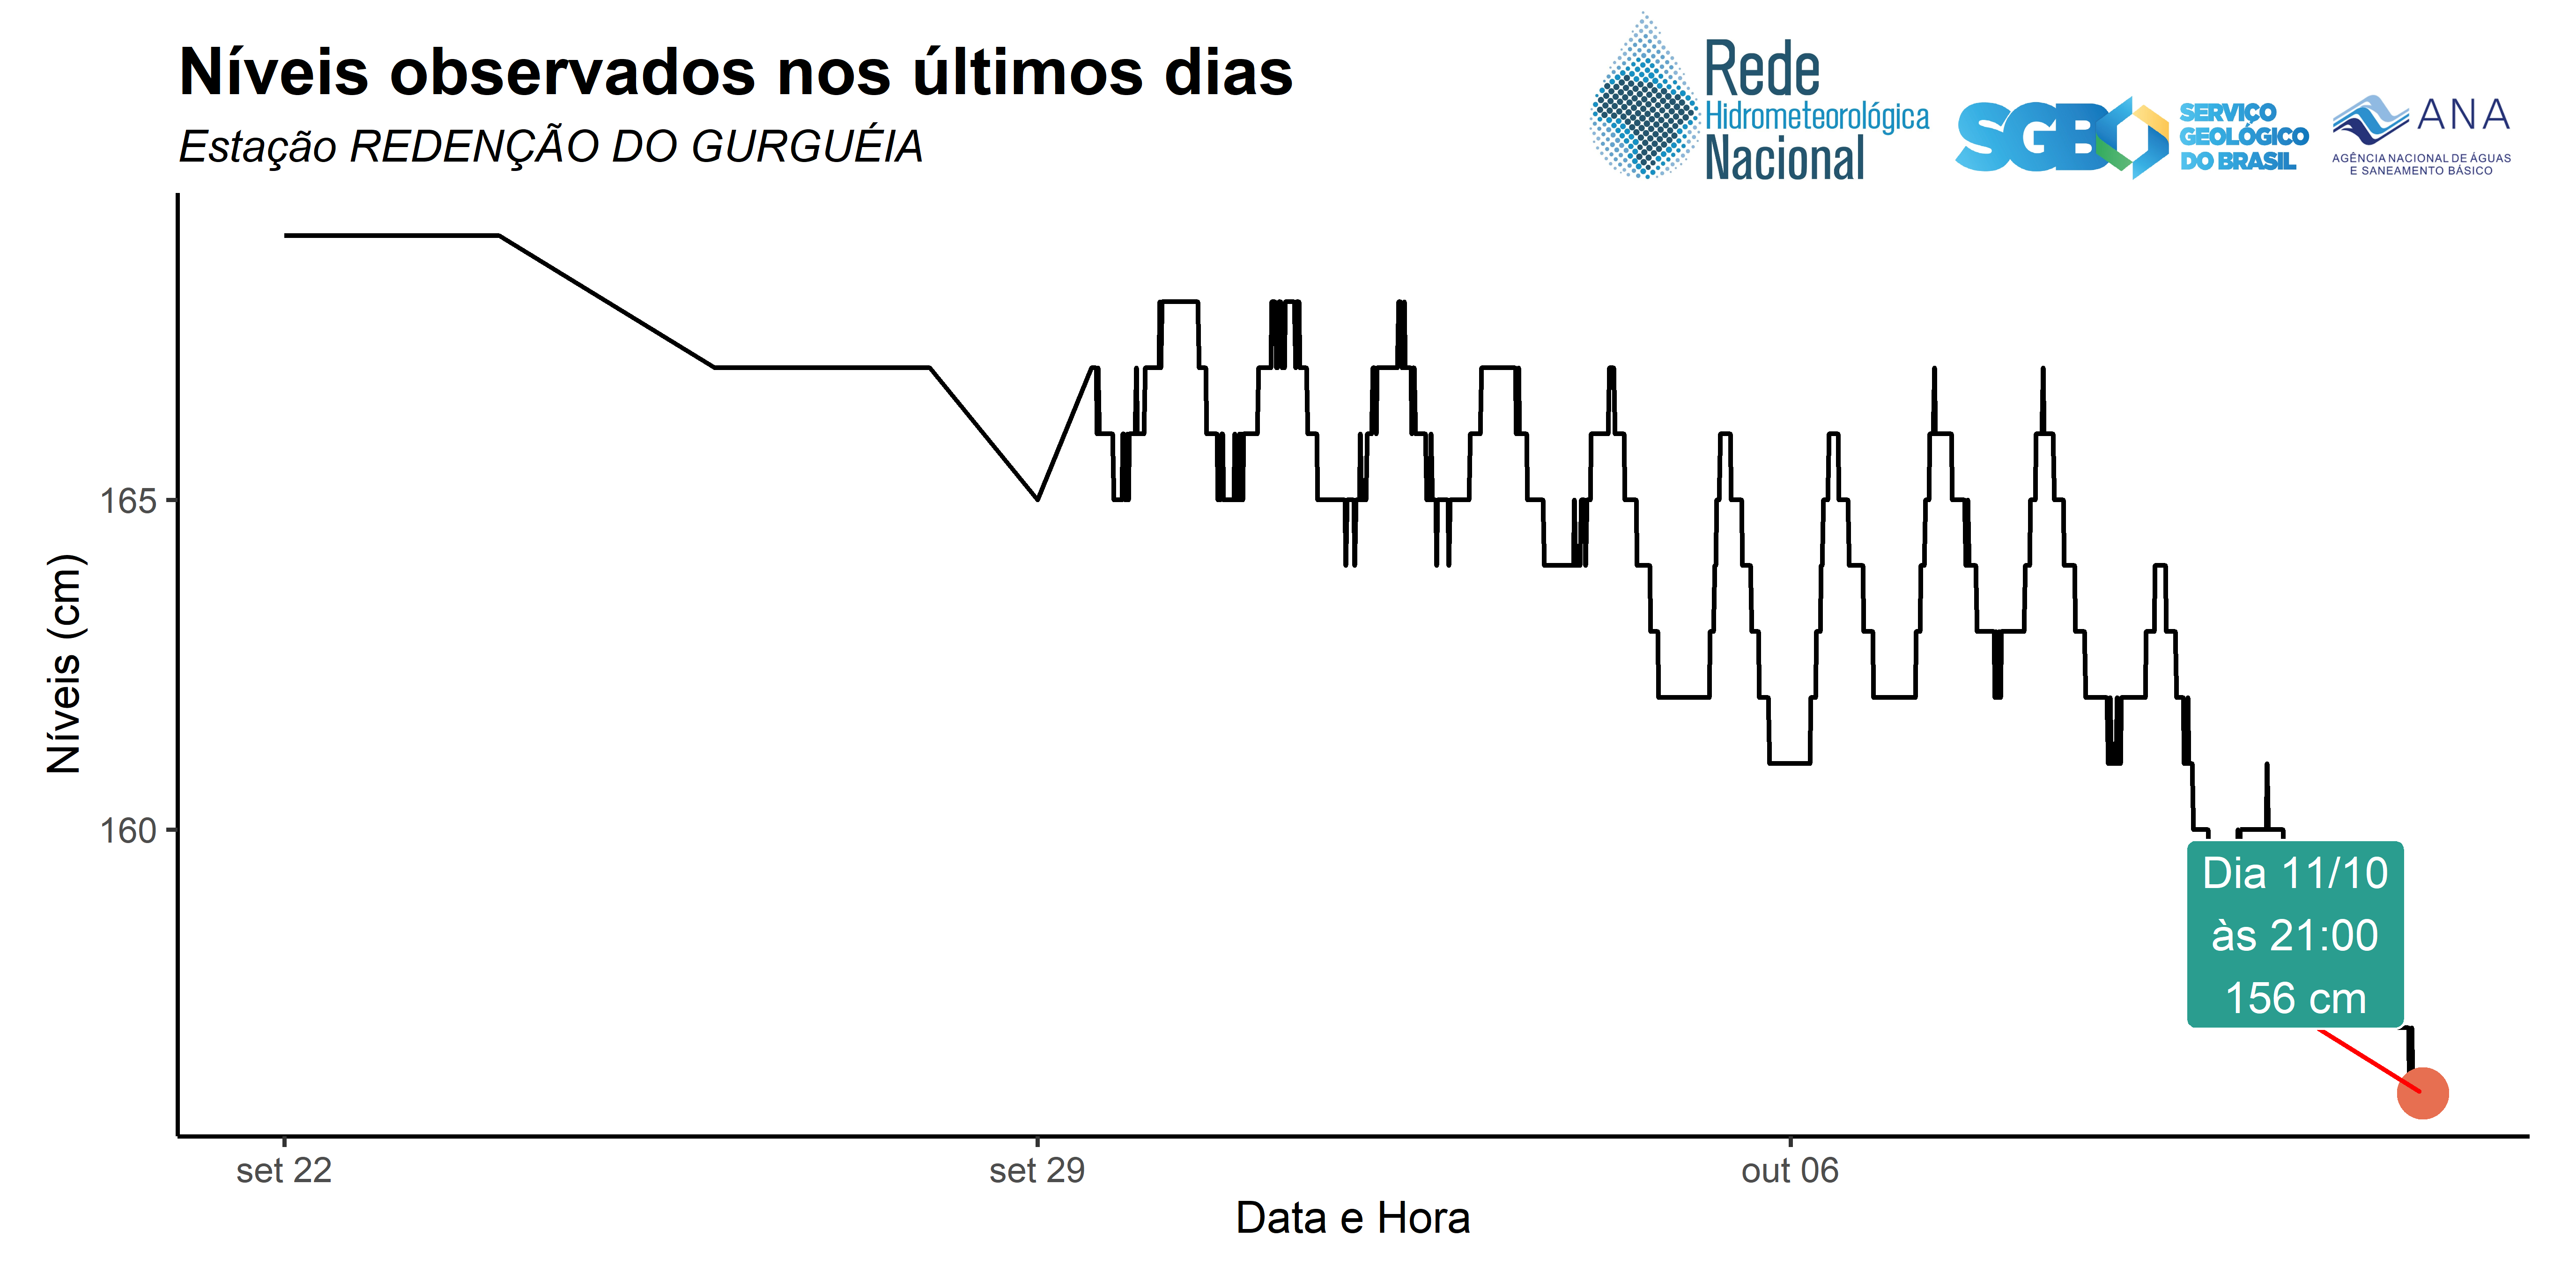 Níveis observados nos últimos dias
Estação REDENÇÃO DO GURGUÉIA
Rede
Hidrometeorológica
Nacional
SGB
SERVIÇO
GEOLÓGICO
DO BRASIL
ANA
AGÊNCIA NACIONAL DE ÁGUAS
E SANEAMENTO BÁSICO
Níveis (cm)
165
160
Dia 11/10
às 21:00
156 cm
set 22
set 29
out 06
Data e Hora